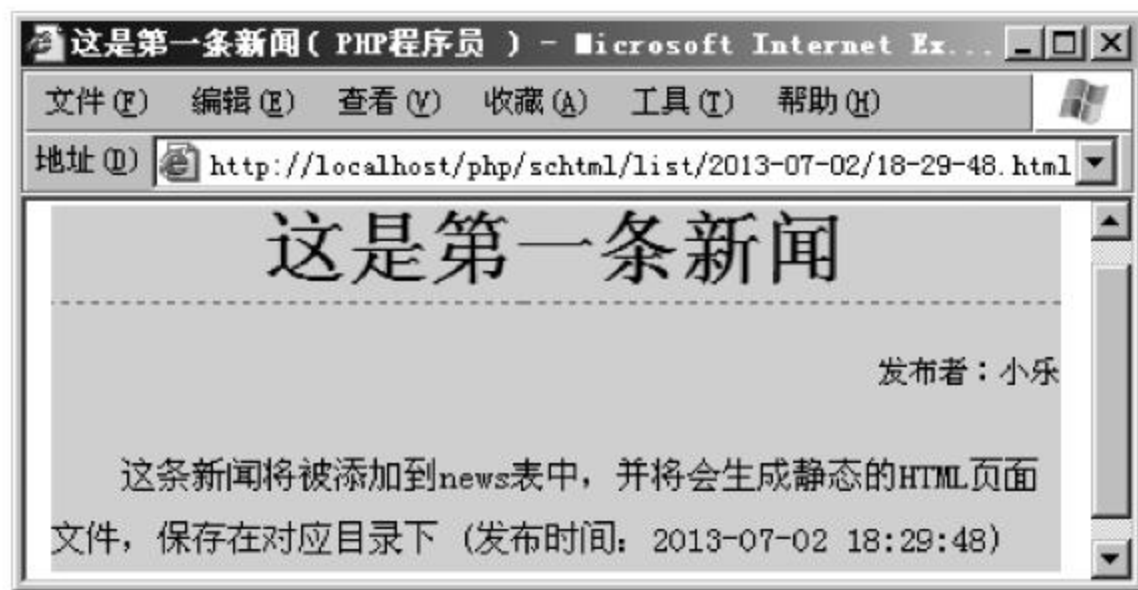 这是第一条新闻( PHP程序员 ) - Microsoft Internet Ex...
文件(F) 编辑(E) 查看(V) 收藏(A) 工具(T) 帮助(H)
地址(D) http://localhost/php/schtml/list/2013-07-02/18-29-48.html
这是第一条新闻
发布者：小乐
这条新闻将被添加到news表中，并将会生成静态的HTML页面
文件，保存在对应目录下（发布时间：2013-07-02 18:29:48）